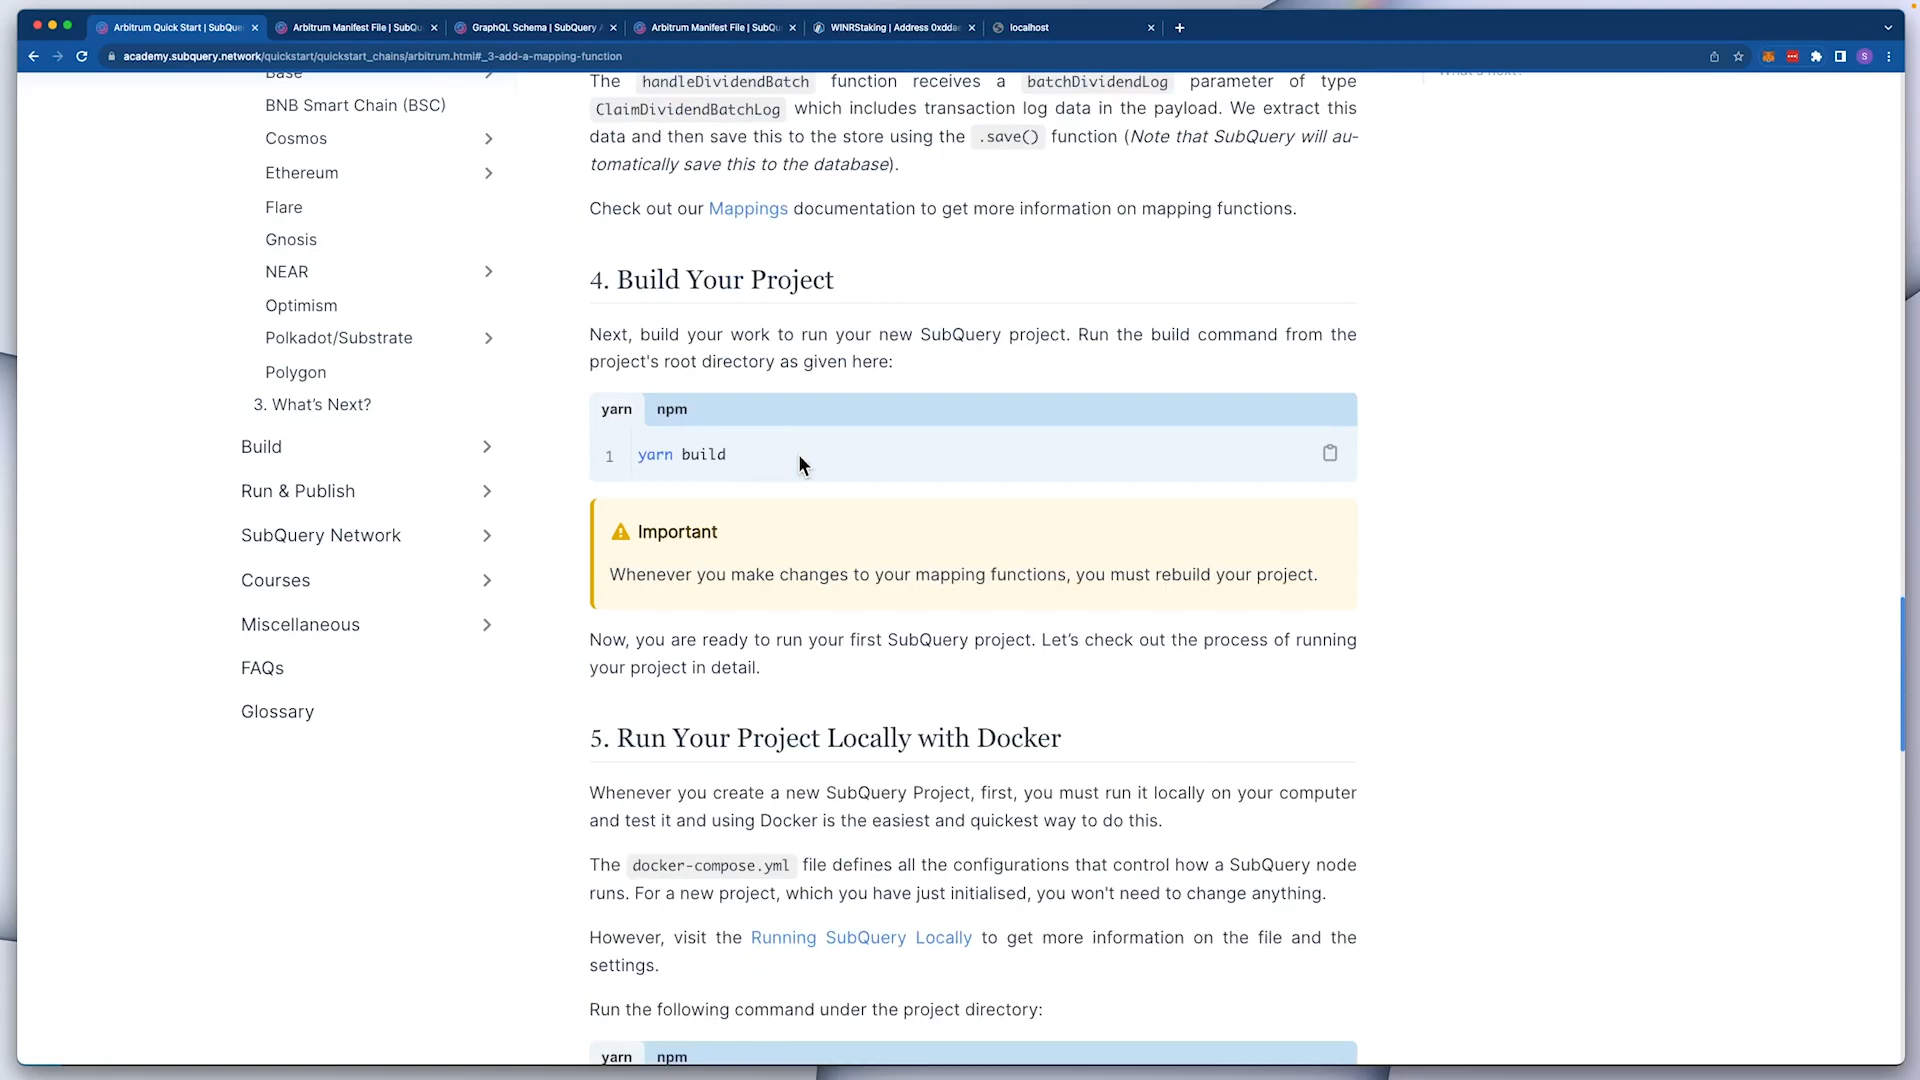 Arbitrum Quick Start | SubQue
Arbitrum Manifest File | SubQu
GraphQL Schema | SubQuery
Arbitrum Manifest File | SubQu
WINRStaking | Address 0xdda
localhost
academy.subquery.network/quickstart/quickstart_chains/arbitrum.html#_3-add-a-mapping-function
S
Base
BNB Smart Chain (BSC)
Cosmos
Ethereum
Flare
Gnosis
NEAR
Optimism
Polkadot/Substrate
Polygon
3. What's Next?
Build
Run & Publish
SubQuery Network
Courses
Miscellaneous
FAQs
Glossary
The handleDividendBatch function receives a batchDividendLog parameter of type
ClaimDividendBatchLog which includes transaction log data in the payload. We extract this
data and then save this to the store using the .save() function (Note that SubQuery will au-
tomatically save this to the database).
Check out our Mappings documentation to get more information on mapping functions.
4. Build Your Project
Next, build your work to run your new SubQuery project. Run the build command from the
project's root directory as given here:
yarn npm
1 yarn build
Important
Whenever you make changes to your mapping functions, you must rebuild your project.
Now, you are ready to run your first SubQuery project. Let's check out the process of running
your project in detail.
5. Run Your Project Locally with Docker
Whenever you create a new SubQuery Project, first, you must run it locally on your computer
and test it and using Docker is the easiest and quickest way to do this.
The docker-compose.yml file defines all the configurations that control how a SubQuery node
runs. For a new project, which you have just initialised, you won't need to change anything.
However, visit the Running SubQuery Locally to get more information on the file and the
settings.
Run the following command under the project directory:
yarn npm